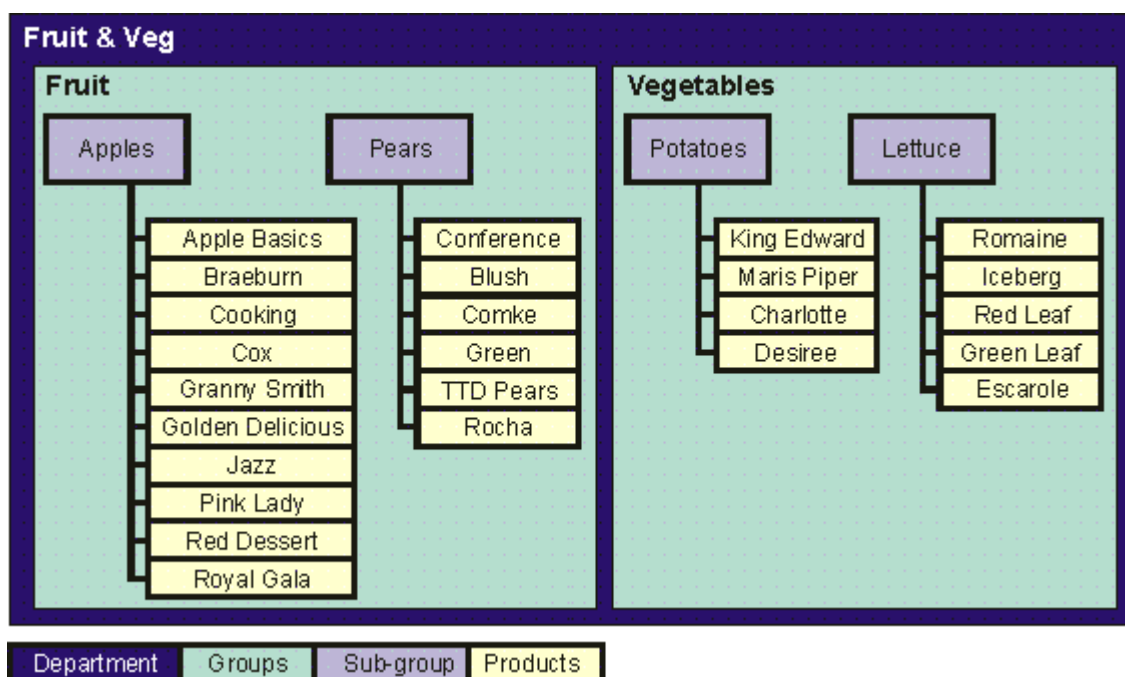 Fruit & Veg
Fruit
Apples
Apple Basics
Braeburn
Cooking
Cox
Granny Smith
Golden Delicious
Jazz
Pink Lady
Red Dessert
Royal Gala
Pears
Conference
Blush
Comke
Green
TTD Pears
Rocha
Vegetables
Potatoes
King Edward
Maris Piper
Charlotte
Desiree
Lettuce
Romaine
Iceberg
Red Leaf
Green Leaf
Escarole
Department Groups Sub-group Products